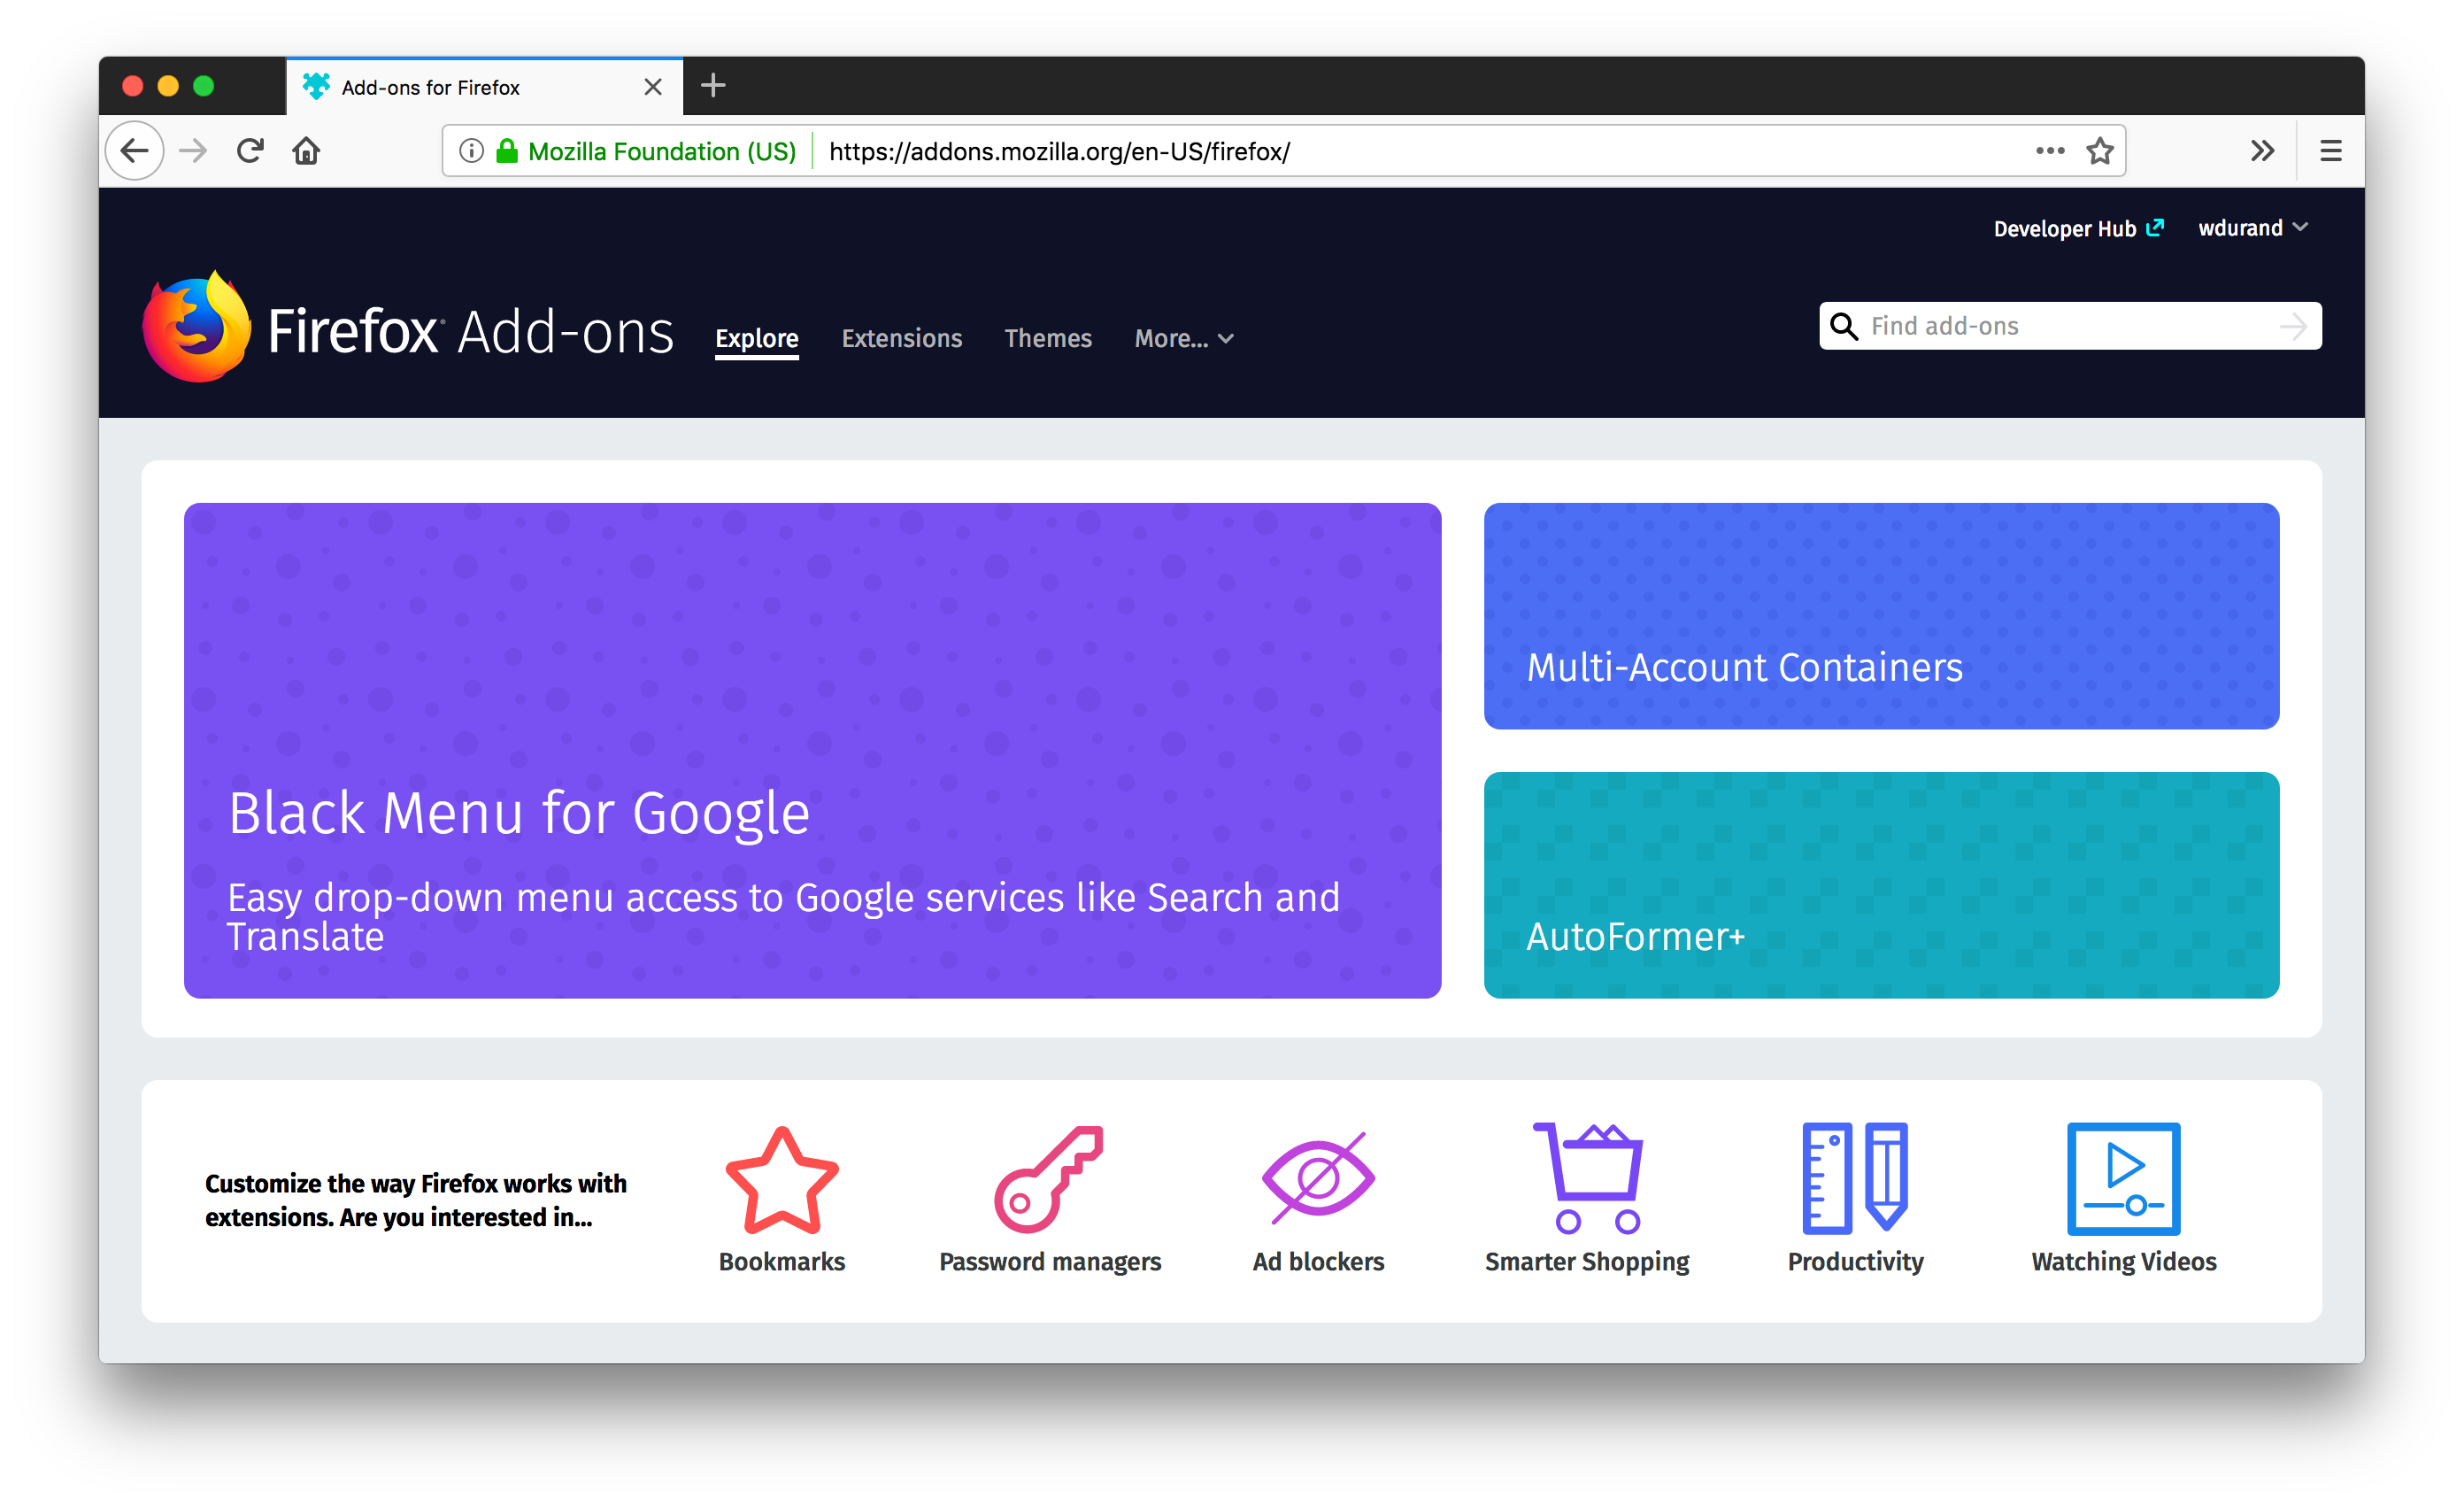 Add-ons for Firefox
Mozilla Foundation (US) https://addons.mozilla.org/en-US/firefox/
Developer Hub wdurand
Firefox Add-ons Explore Extensions Themes More... Find add-ons
Black Menu for Google
Easy drop-down menu access to Google services like Search and
Translate
Multi-Account Containers
AutoFormer+
Customize the way Firefox works with
extensions. Are you interested in...
Bookmarks Password managers Ad blockers Smarter Shopping Productivity Watching Videos